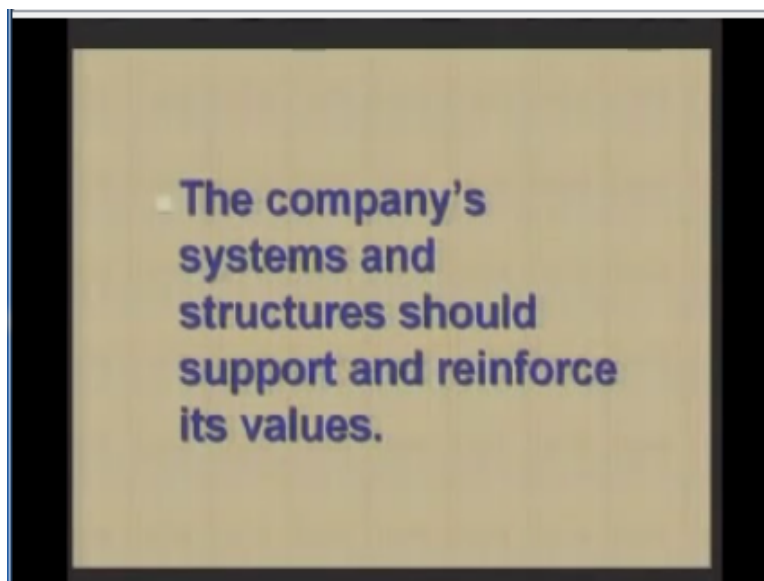 The company's
systems and
structures should
support and reinforce
its values.